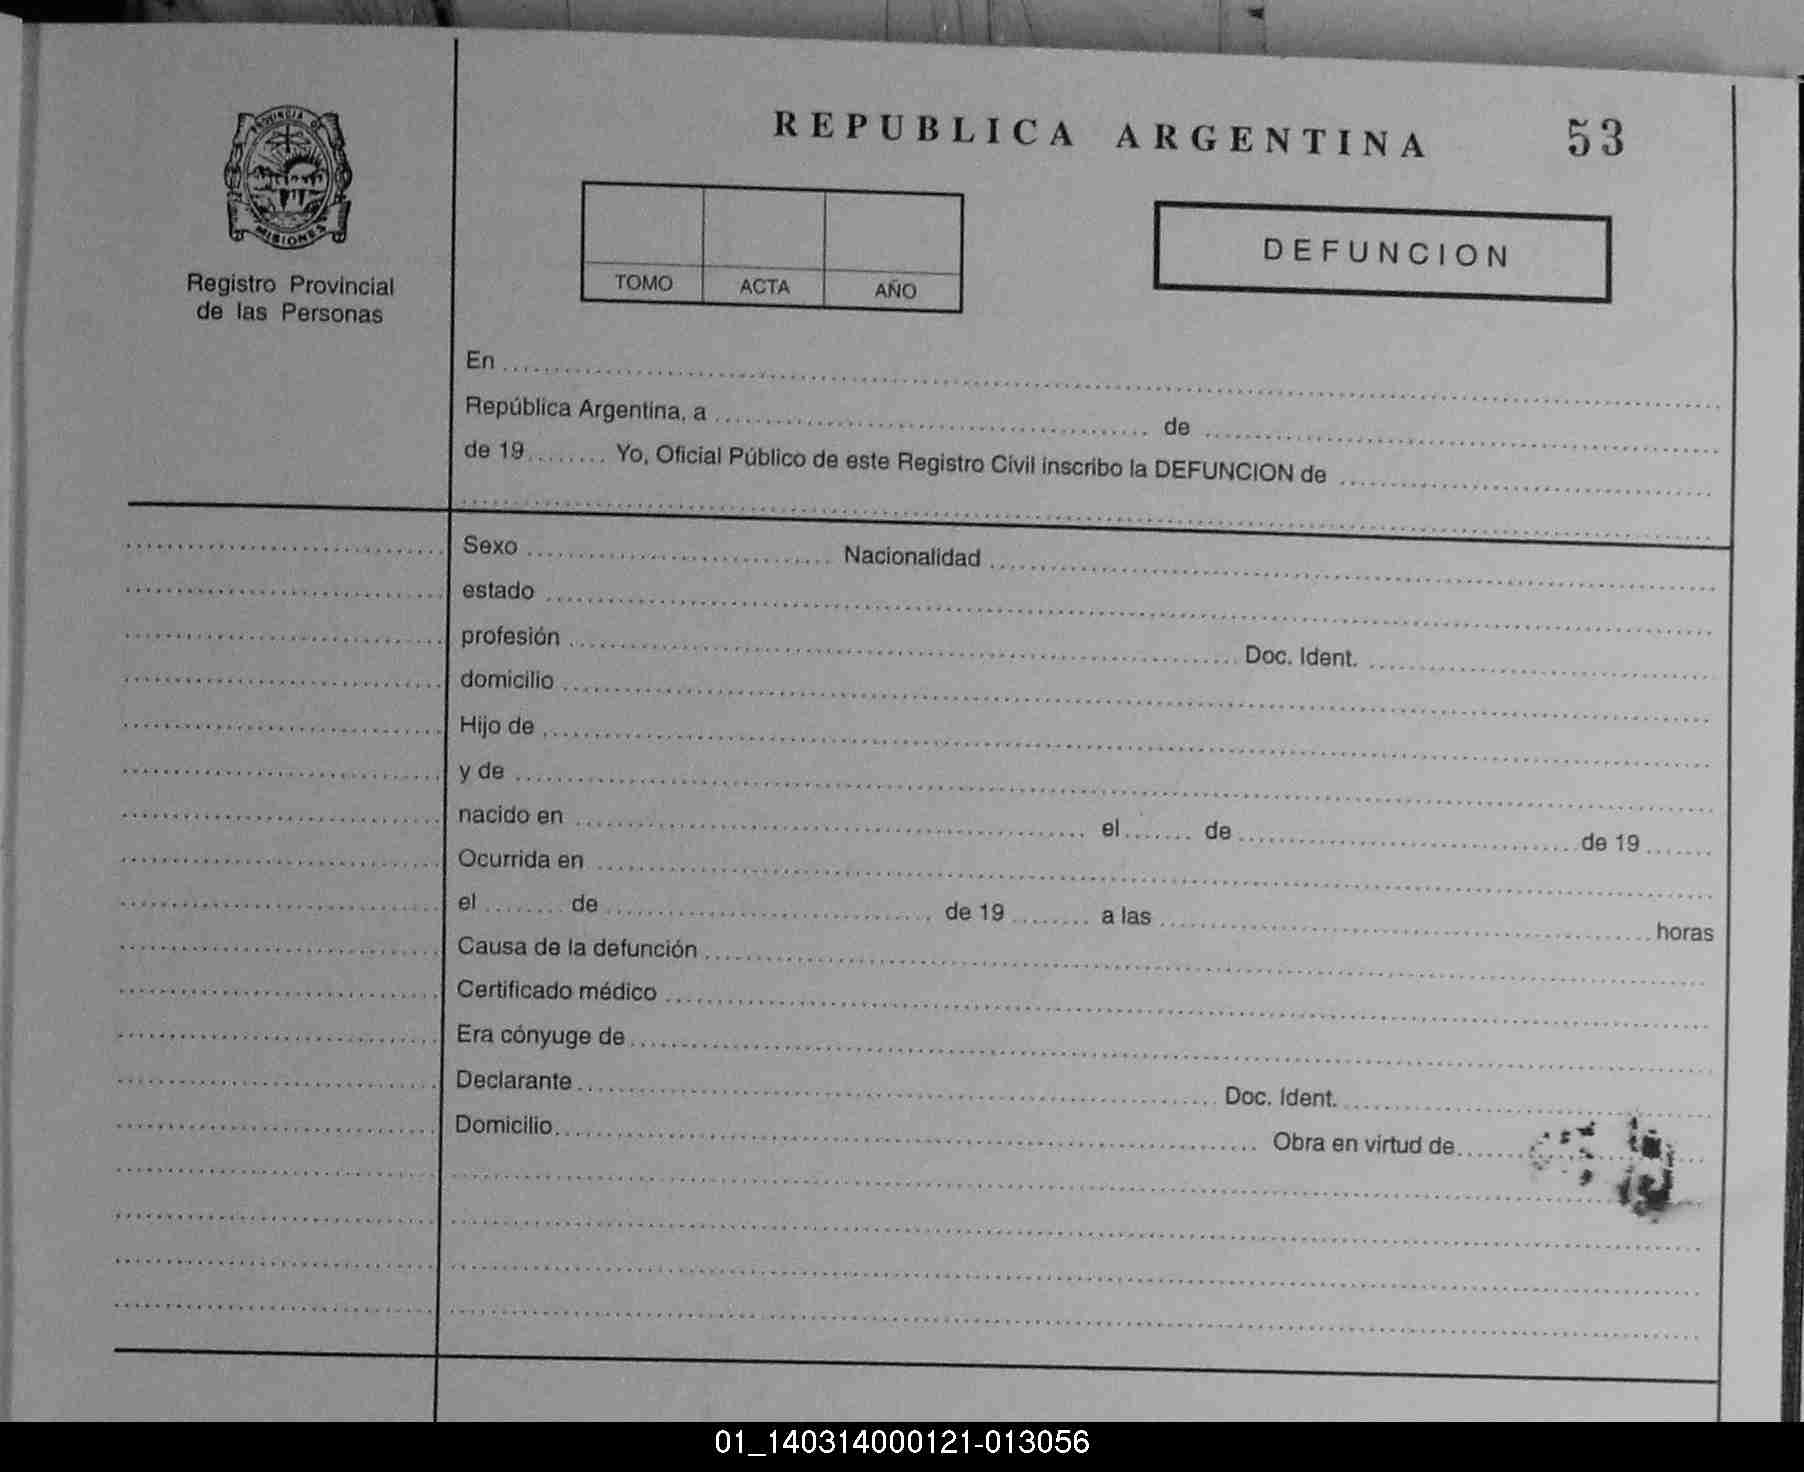 REPUBLICA ARGENTINA 53
PROVINCIA DE
MISIONES
Registro Provincial
de las Personas
TOMO ACTA AÑO
DEFUNCION
En
República Argentina, a de
de 19 Yo, Oficial Público de este Registro Civil inscribo la DEFUNCION de
Sexo Nacionalidad
estado
profesión Doc. Ident.
domicilio
Hijo de
y de
nacido en el de de 19
Ocurrida en
el de de 19 a las horas
Causa de la defunción
Certificado médico
Era cónyuge de
Declarante Doc. Ident.
Domicilio Obra en virtud de
01_140314000121-013056